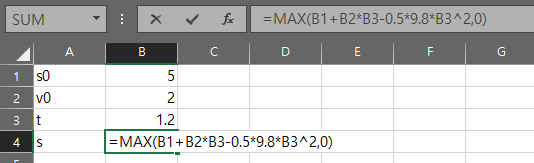 SUM =MAX(B1+B2*B3-0.5*9.8*B3^2,0)
A B C D E F G
1 s0 5
2 v0 2
3 t 1.2
4 s =MAX(B1+B2*B3-0.5*9.8*B3^2,0)